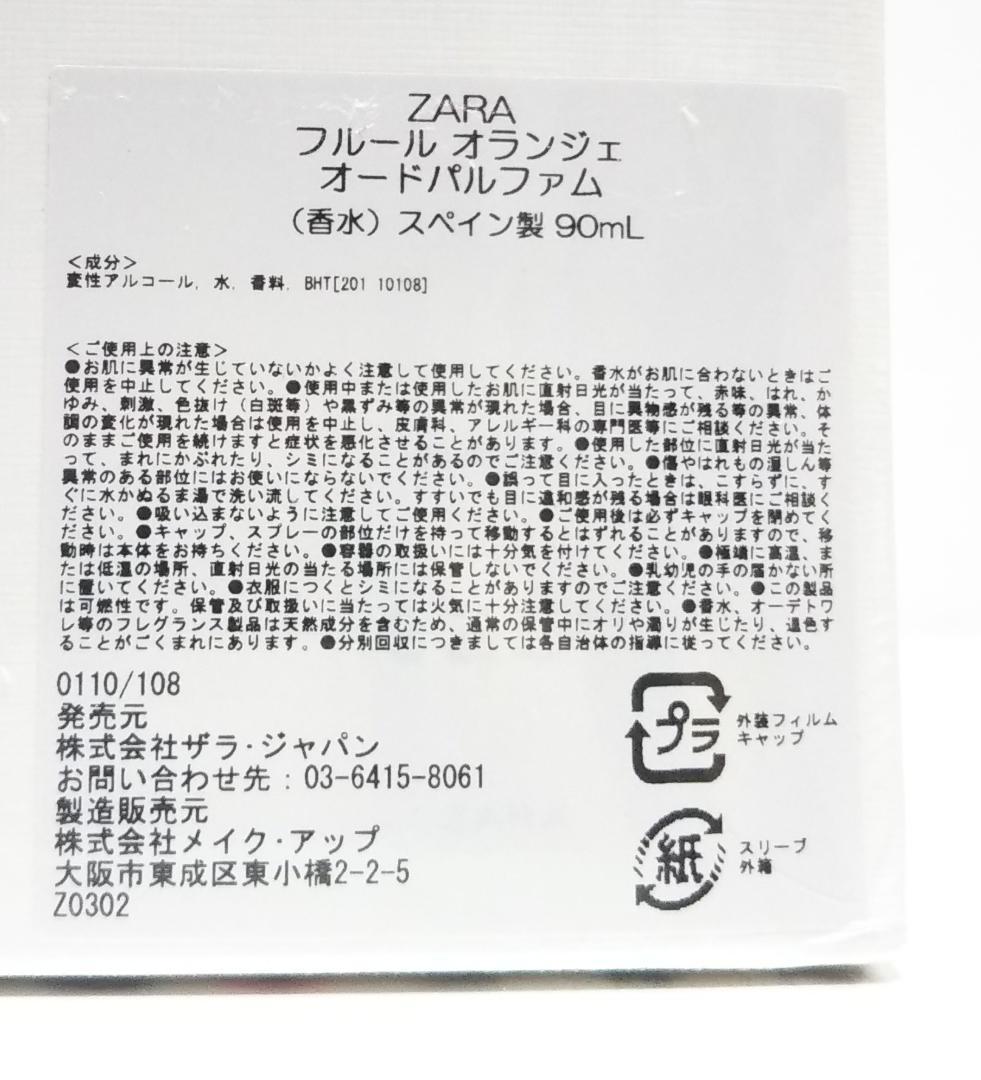 ZARA
フルール オランジェ
オードパルファム
（香水）スペイン製 90mL
＜成分＞
変性アルコール, 水, 香料, BHT[201 10108]
＜ご使用上の注意＞
●お肌に異常が生じていないかよく注意して使用してください。香水がお肌に合わないときはご
使用を中止してください。●使用中または使用したお肌に直射日光が当たって、赤味、はれ、か
ゆみ、刺激、色抜け（白斑等）や黒ずみ等の異常が現れた場合、目に異物感が残る等の異常、体
調の変化が現れた場合は使用を中止し、皮膚科、アレルギー科の専門医等にご相談ください。そ
のままご使用を続けますと症状を悪化させることがあります。●使用した部位に直射日光が当た
って、まれにかぶれたり、シミになることがあるのでご注意ください。●傷やはれもの湿しん等
異常のある部位にはお使いにならないでください。●誤って目に入ったときは、こすらずに、す
ぐに水かぬるま湯で洗い流してください。すすいでも目に違和感が残る場合は眼科医にご相談く
ださい。●吸い込まないように注意してご使用ください。●ご使用後は必ずキャップを閉めてく
ださい。●キャップ、スプレーの部位だけを持って移動するとはずれることがありますので、移
動時は本体をお持ちください。●容器の取扱いには十分気を付けてください。●極端に高温、ま
たは低温の場所、直射日光の当たる場所には保管しないでください。●乳幼児の手の届かない所
に置いてください。●衣服につくとシミになることがありますのでご注意ください。●この製品
は可燃性です。保管及び取扱いに当たっては火気に十分注意してください。●香水、オーデトワ
レ等のフレグランス製品は天然成分を含むため、通常の保管中にオリや濁りが生じたり、退色す
ることがごくまれにあります。●分別回収につきましては各自治体の指導に従ってください。
0110/108
発売元
株式会社ザラ・ジャパン
お問い合わせ先：03-6415-8061
製造販売元
株式会社メイク・アップ
大阪市東成区東小橋2-2-5
Z0302
プラ
外装フィルム
キャップ
紙
スリーブ
外箱